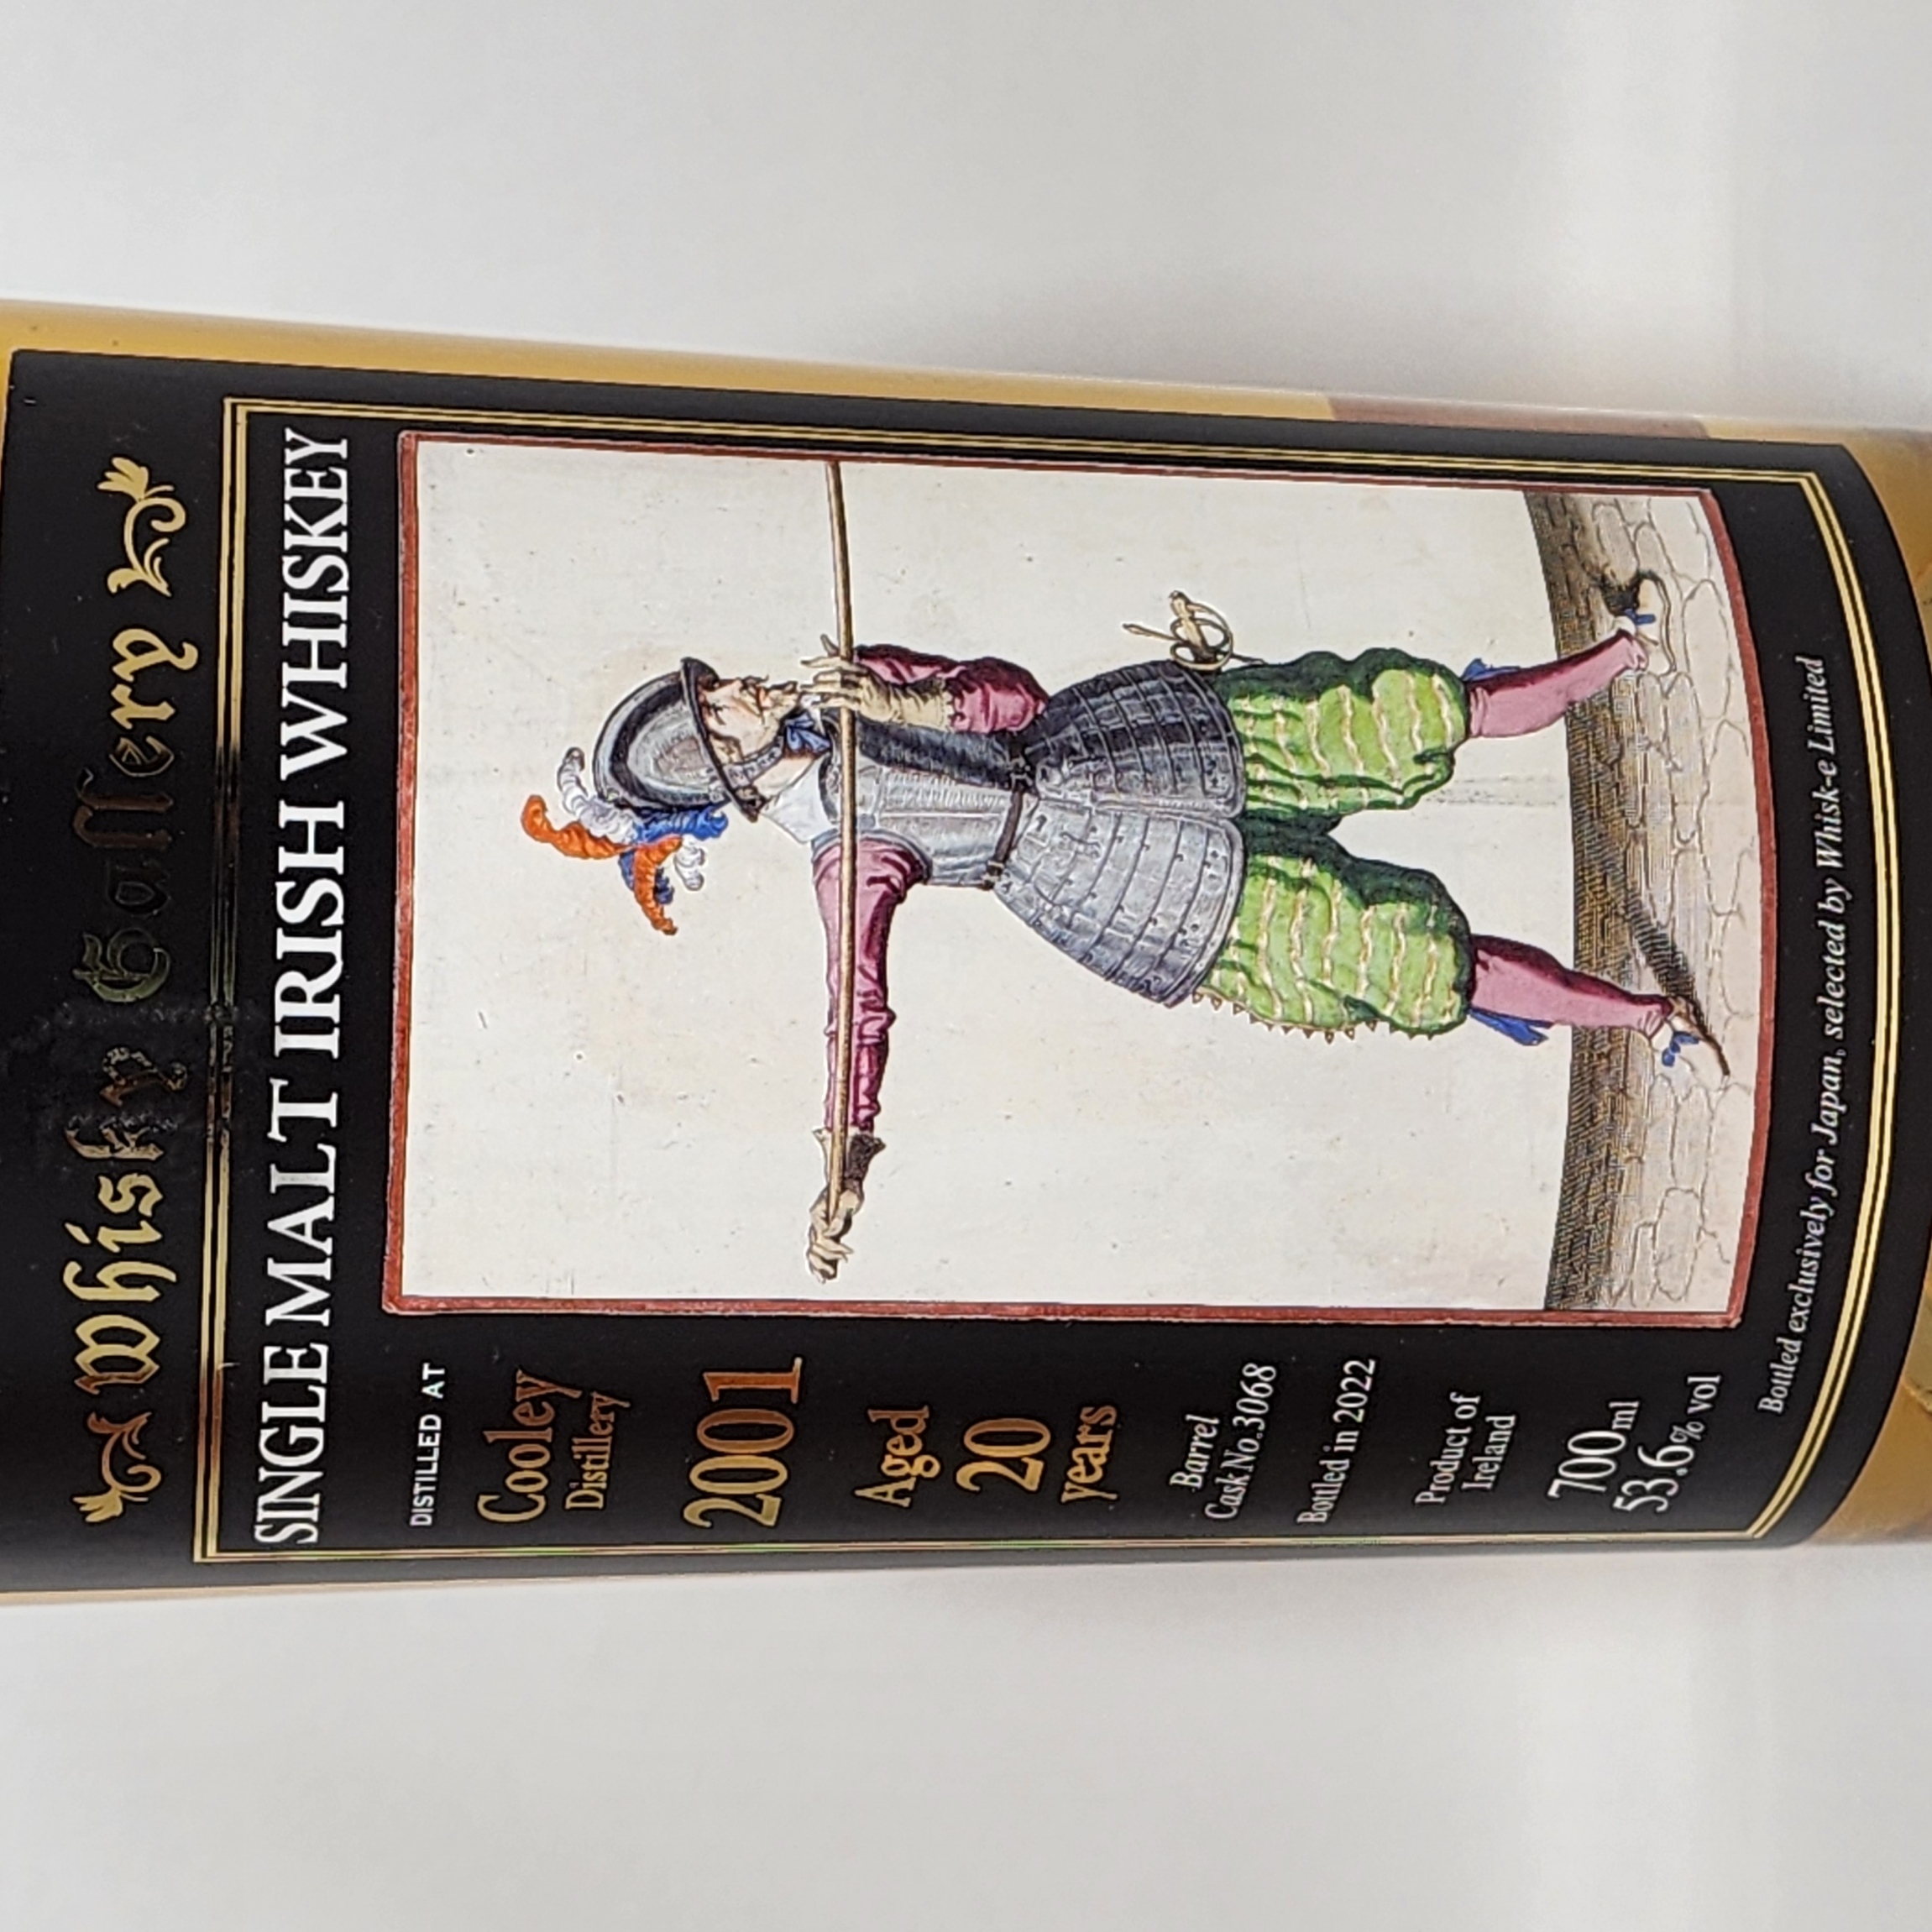 Whisky Gallery
SINGLE MALT IRISH WHISKEY
DISTILLED AT
Cooley
Distillery
2001
Aged
20
years
Barrel
Cask No.3068
Bottled in 2022
Product of
Ireland
700ml
53.6% vol
Bottled exclusively for Japan, selected by Whisk-e Limited